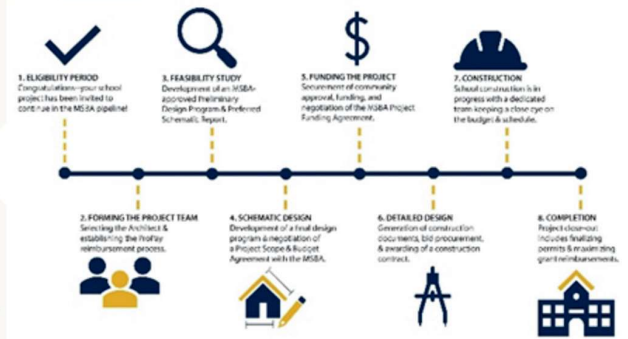 1. ELIGIBILITY PERIOD
Congratulations—your school
project has been invited to
continue in the MSBA pipeline!
2. FORMING THE PROJECT TEAM
Selecting the Architect &
establishing the ProPay
reimbursement process.
3. FEASIBILITY STUDY
Development of an MSBA-
approved Preliminary
Design Program & Preferred
Schematic Report.
4. SCHEMATIC DESIGN
Development of a final design
program & negotiation of
a Project Scope & Budget
Agreement with the MSBA.
5. FUNDING THE PROJECT
Securement of community
approval, funding, and
negotiation of the MSBA Project
Funding Agreement.
6. DETAILED DESIGN
Generation of construction
documents, bid procurement,
& awarding of a construction
contract.
7. CONSTRUCTION
School construction is in
progress with a dedicated
team keeping a close eye on
the budget & schedule.
8. COMPLETION
Project close-out
includes finalizing
permits & maximizing
grant reimbursements.